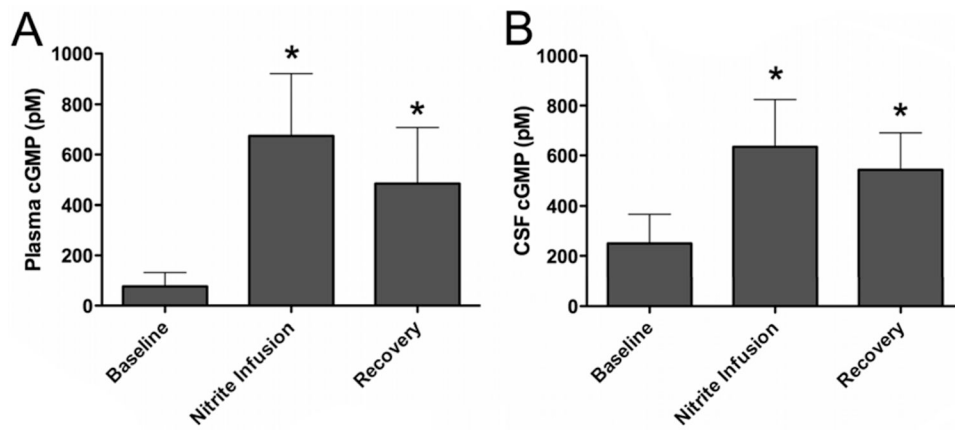 A
Plasma cGMP (pM)
1000
800
600
400
200
0
*
*
Baseline
Nitrite Infusion
Recovery
B
CSF cGMP (pM)
1000
800
600
400
200
0
*
*
Baseline
Nitrite Infusion
Recovery